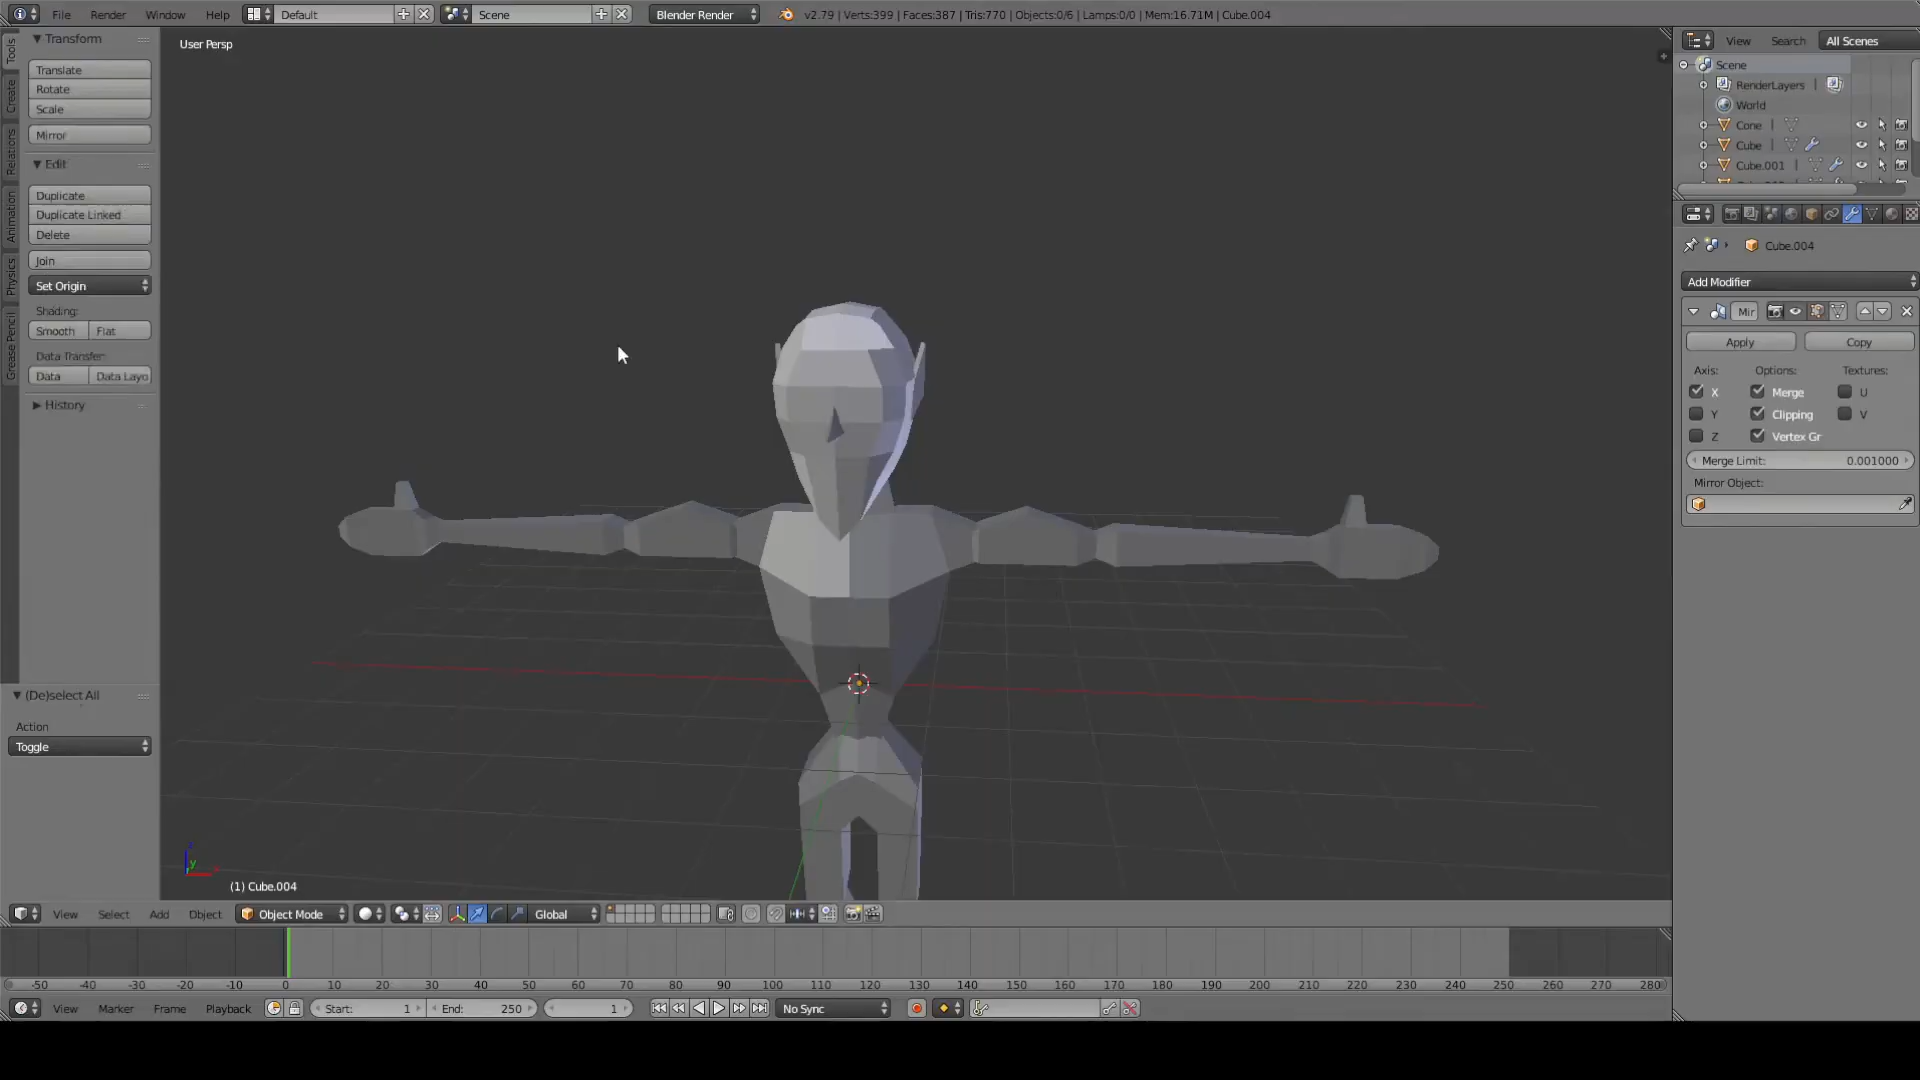 File Render Window Help Default Scene Blender Render v2.79 | Verts:399 | Faces:387 | Tris:770 | Objects:0/6 | Lamps:0/0 | Mem:16.71M | Cube.004
Tools
Create
Relations
Animation
Physics
Grease Pencil
Transform
Translate
Rotate
Scale
Mirror
Edit
Duplicate
Duplicate Linked
Delete
Join
Set Origin
Shading:
Smooth Flat
Data Transfer:
Data Data Layo
History
(De)select All
Action
Toggle
User Persp
(1) Cube.004
z
y
View Select Add Object Object Mode Global
-50 -40 -30 -20 -10 0 10 20 30 40 50 60 70 80 90 100 110 120 130 140 150 160 170 180 190 200 210 220 230 240 250 260 270 280
View Marker Frame Playback Start: 1 End: 250 1 No Sync
View Search All Scenes
Scene
RenderLayers |
World
Cone |
Cube |
Cube.001 |
Cube.004
Add Modifier
Mir
Apply Copy
Axis: Options: Textures:
X Merge U
Y Clipping V
Z Vertex Gr
Merge Limit: 0.001000
Mirror Object: